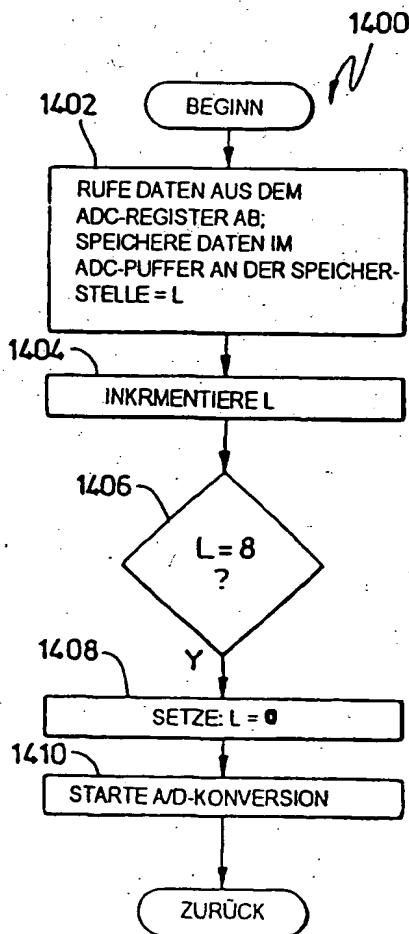 1400
1402
BEGINN
RUFE DATEN AUS DEM
ADC-REGISTER AB;
SPEICHERE DATEN IM
ADC-PUFFER AN DER SPEICHER-
STELLE = L
1404
INKRMENTIERE L
1406
L = 8
?
Y
1408
SETZE: L = 0
1410
STARTE A/D-KONVERSION
ZURÜCK